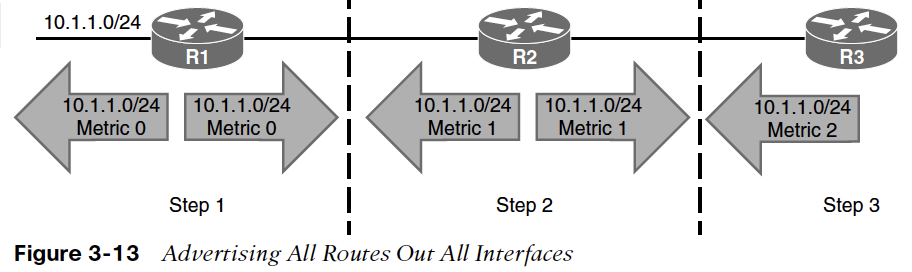 10.1.1.0/24
R1
R2
R3
10.1.1.0/24
Metric 0
10.1.1.0/24
Metric 0
10.1.1.0/24
Metric 1
10.1.1.0/24
Metric 1
10.1.1.0/24
Metric 2
Step 1
Step 2
Step 3
Figure 3-13 Advertising All Routes Out All Interfaces